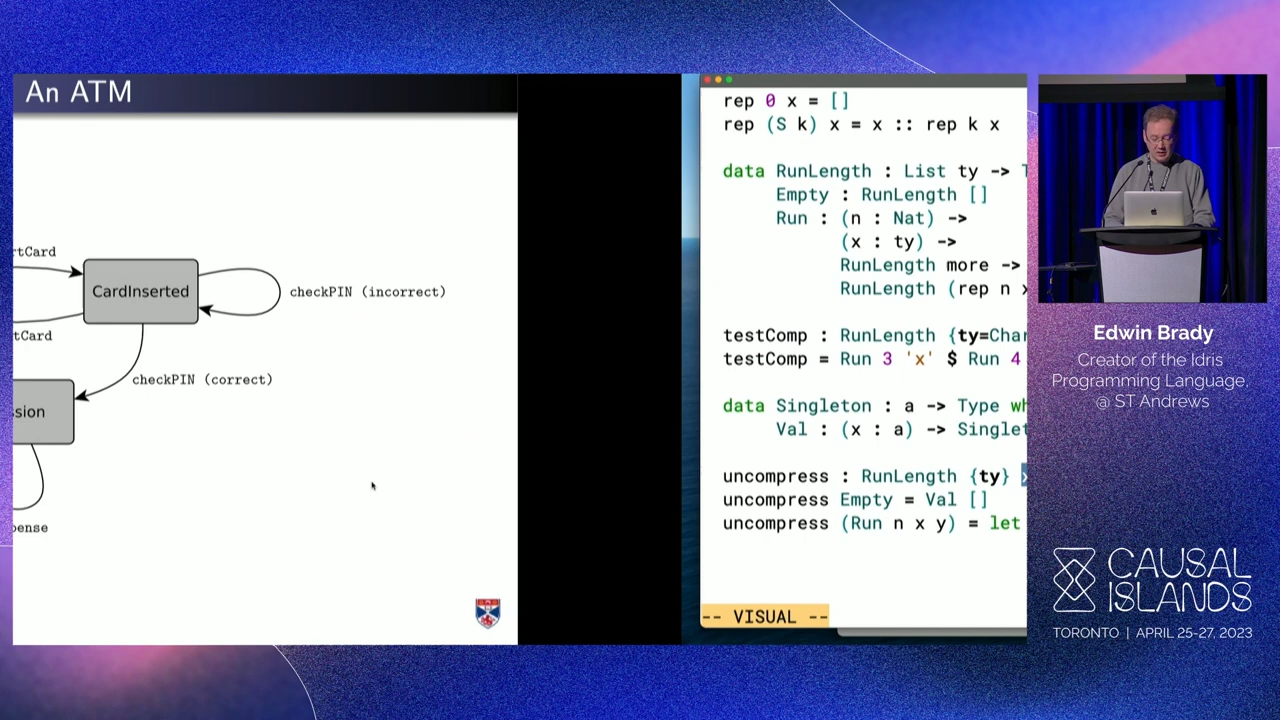 An ATM
rtCard
CardInserted
checkPIN (incorrect)
tCard
checkPIN (correct)
sion
pense
rep 0 x = []
rep (S k) x = x :: rep k x
data RunLength : List ty -> T
Empty : RunLength []
Run : (n : Nat) ->
(x : ty) ->
RunLength more ->
RunLength (rep n x
testComp : RunLength {ty=Char
testComp = Run 3 'x' $ Run 4
data Singleton : a -> Type wh
Val : (x : a) -> Singlet
uncompress : RunLength {ty} x
uncompress Empty = Val []
uncompress (Run n x y) = let
-- VISUAL --
Edwin Brady
Creator of the Idris
Programming Language,
@ ST Andrews
CAUSAL
ISLANDS
TORONTO | APRIL 25-27, 2023